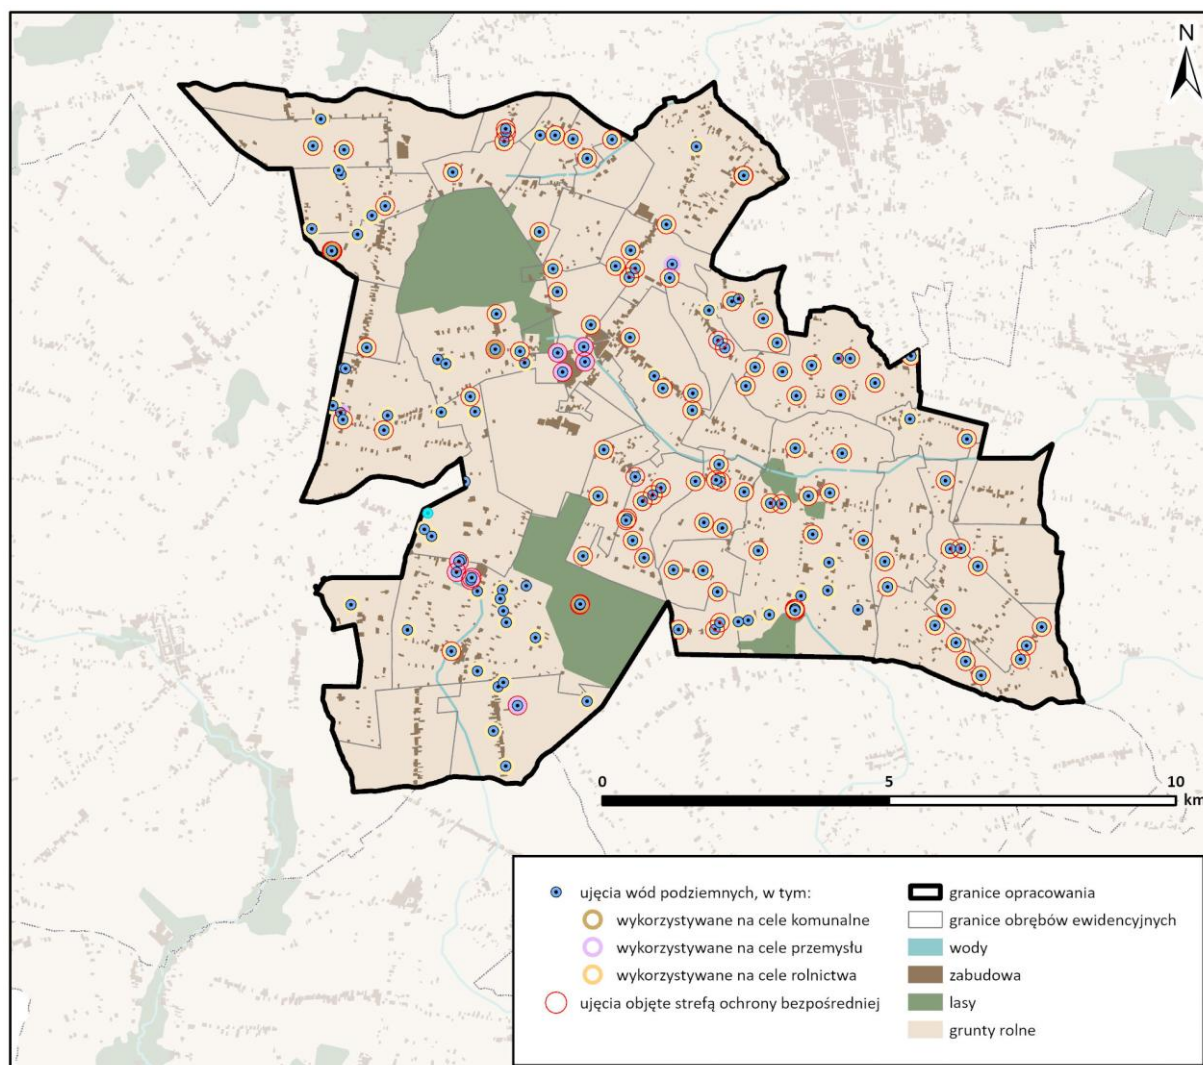 N
0 5 10
km
ujęcia wód podziemnych, w tym:
wykorzystywane na cele komunalne
wykorzystywane na cele przemysłu
wykorzystywane na cele rolnictwa
ujęcia objęte strefą ochrony bezpośredniej
granice opracowania
granice obrębów ewidencyjnych
wody
zabudowa
lasy
grunty rolne